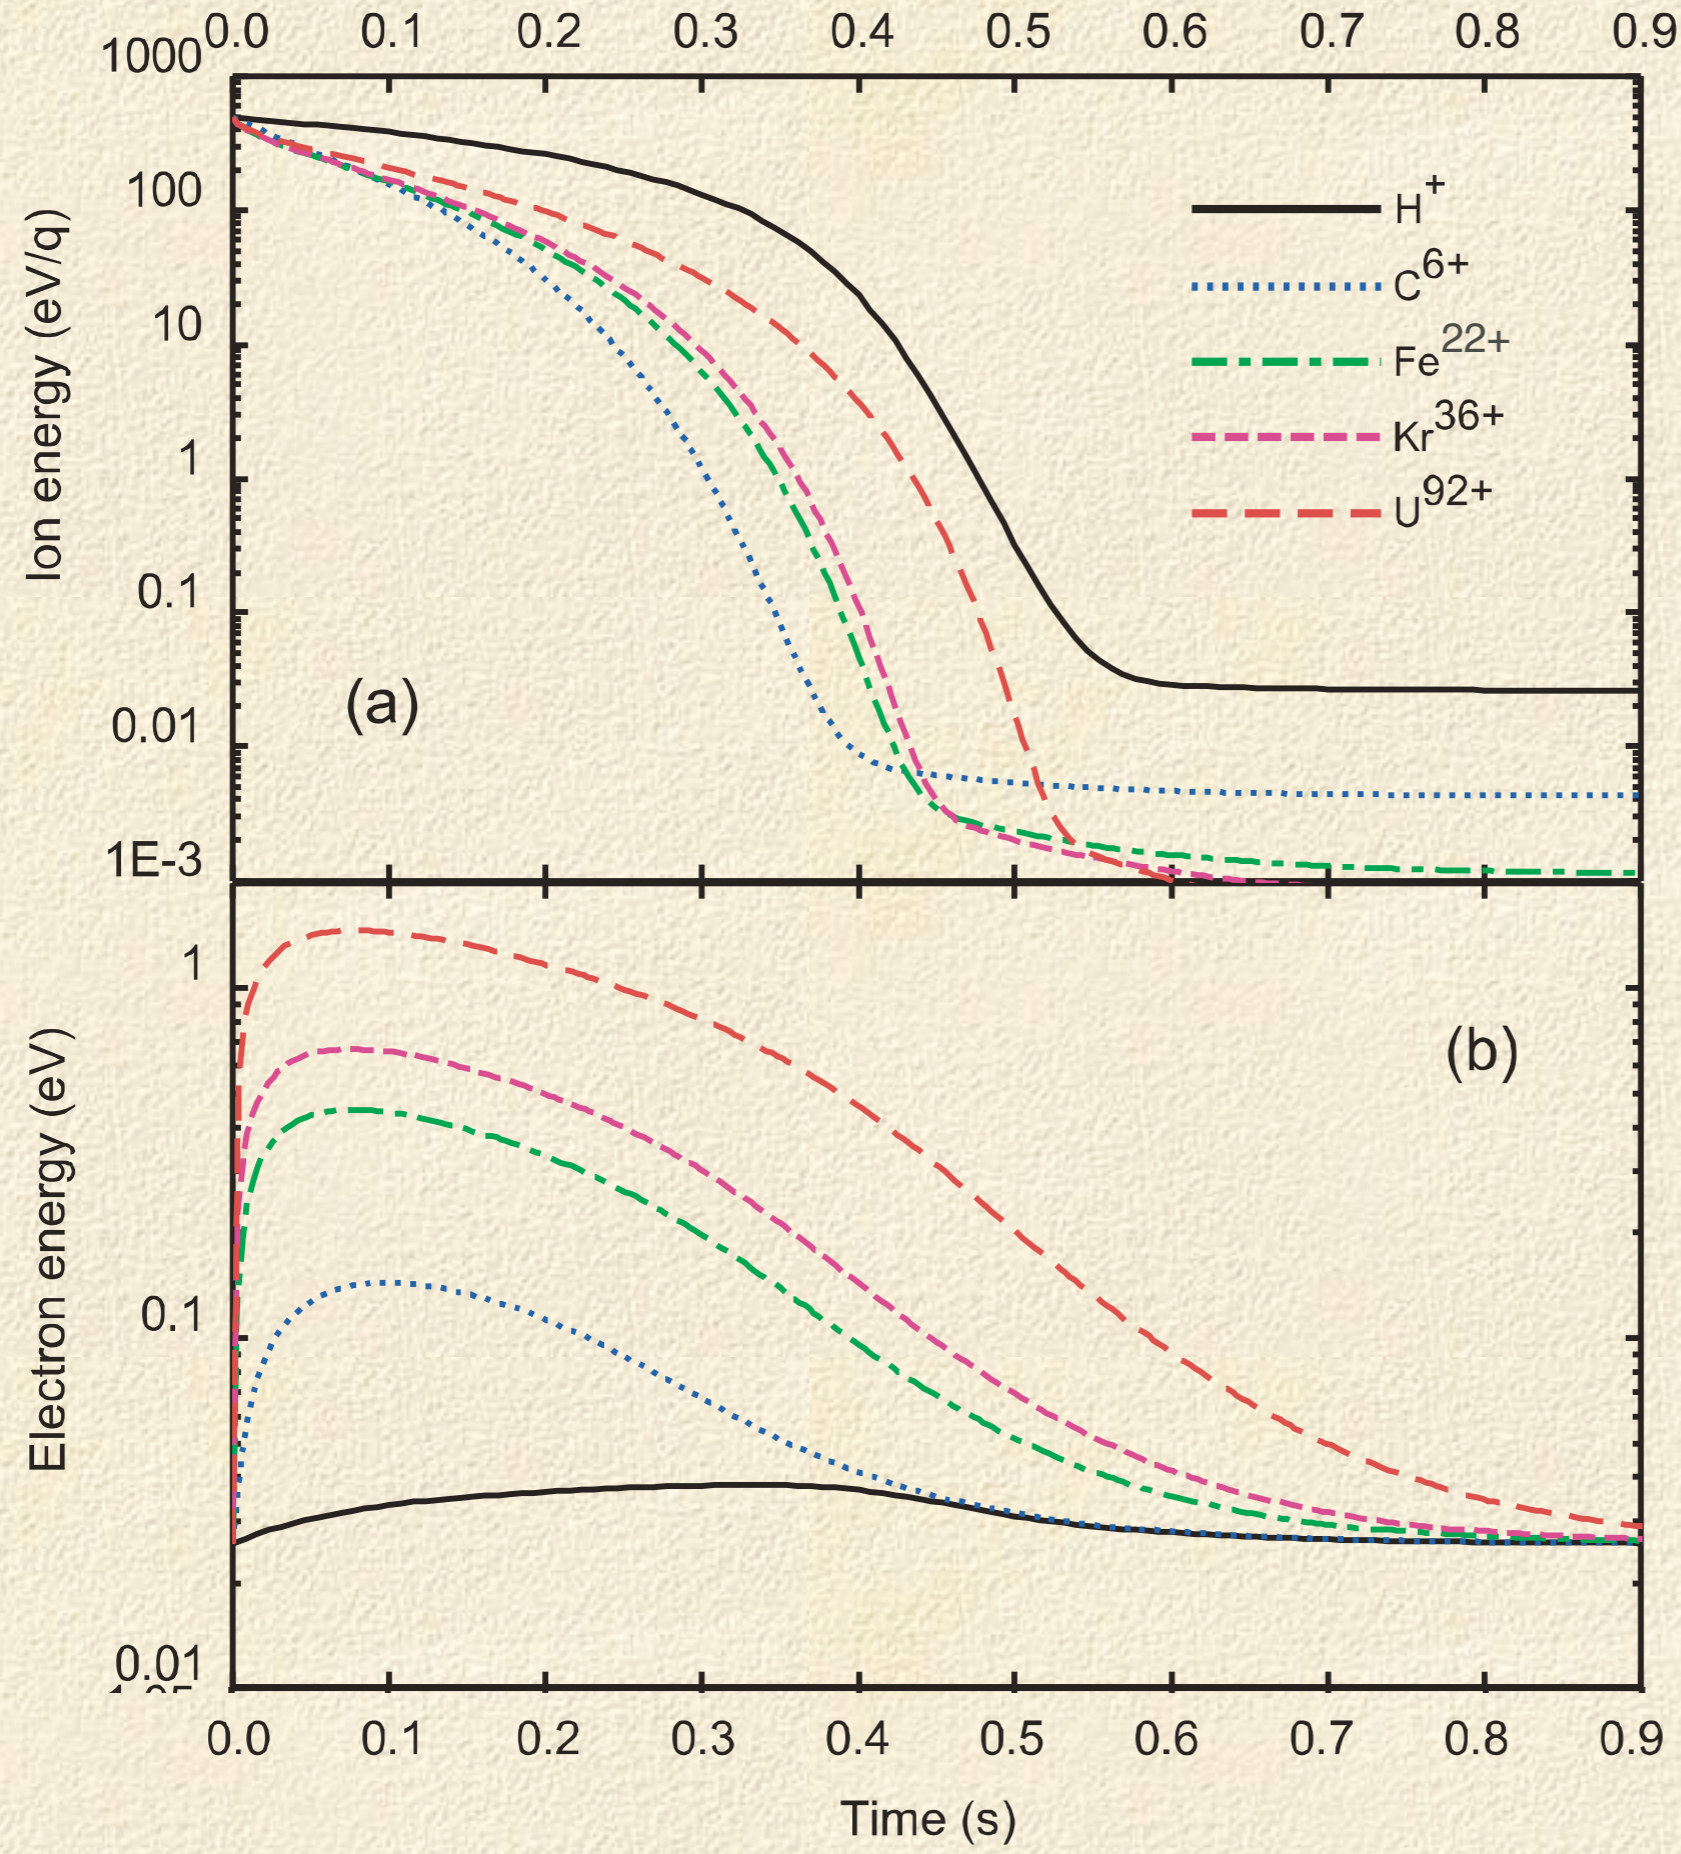 0.0 0.1 0.2 0.3 0.4 0.5 0.6 0.7 0.8 0.9
1000
100
10
1
0.1
0.01
1E-3
Ion energy (eV/q)
H+
C6+
Fe22+
Kr36+
U92+
(a)
1
0.1
0.01
Electron energy (eV)
(b)
0.0 0.1 0.2 0.3 0.4 0.5 0.6 0.7 0.8 0.9
Time (s)